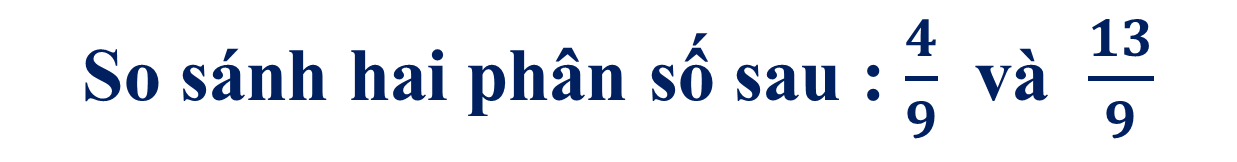 So sánh hai phân số sau : 4/9 và 13/9